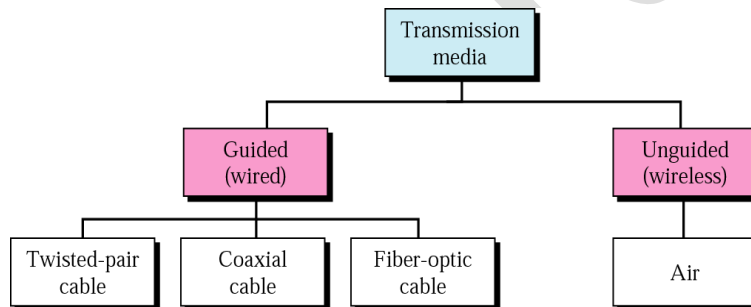 Transmission
media
Guided
(wired)
Unguided
(wireless)
Twisted-pair
cable
Coaxial
cable
Fiber-optic
cable
Air